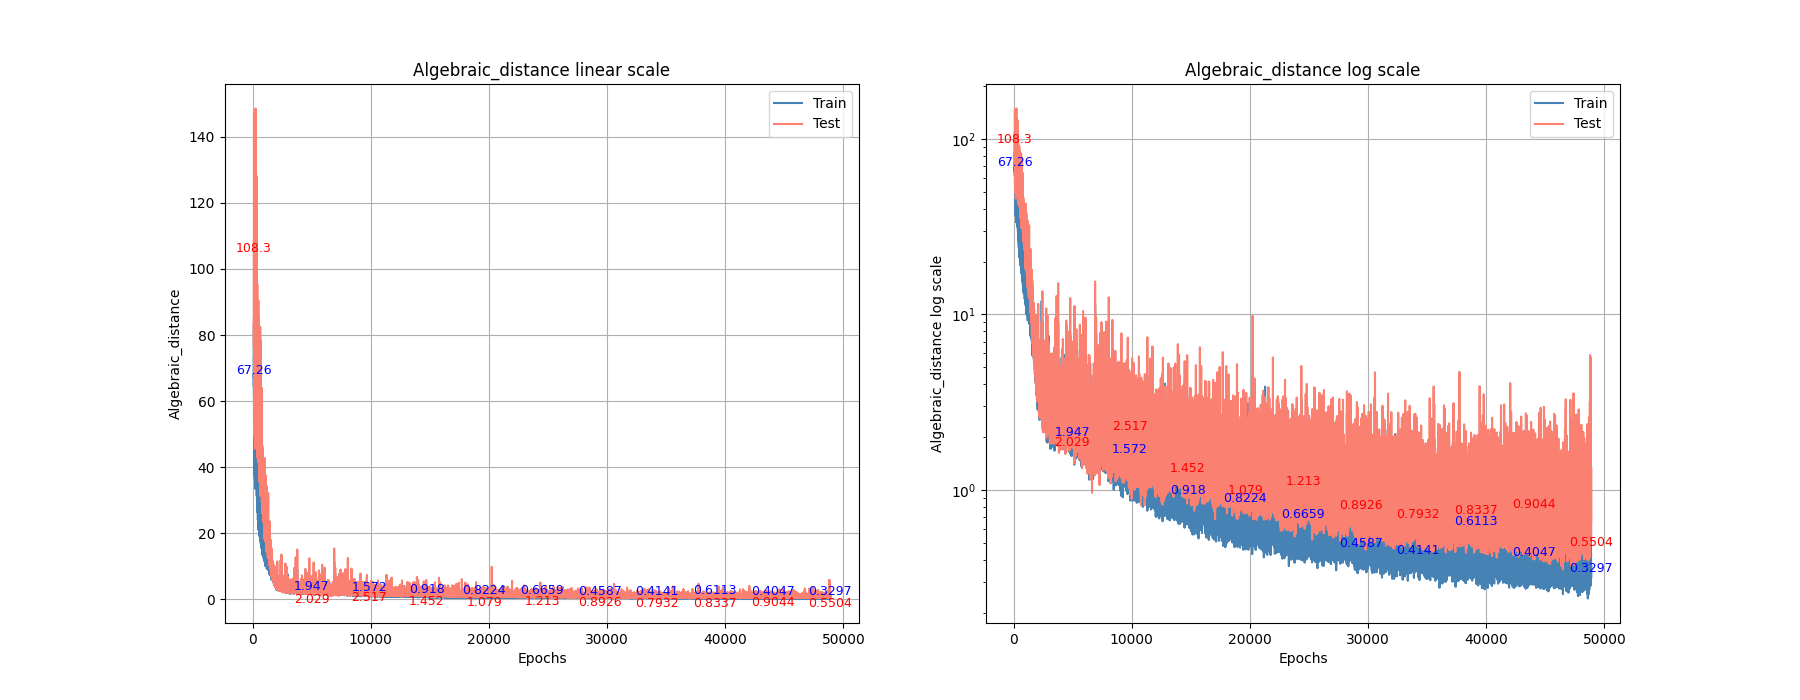 Algebraic_distance linear scale
Train
Test
Algebraic_distance
140
120
100
80
60
40
20
0
108.3
67.26
1.947 1.572 0.918 0.8224 0.6659 0.4587 0.4141 0.6113 0.4047 0.3297
2.029 2.517 1.452 1.079 1.213 0.8926 0.7932 0.8337 0.9044 0.5504
0 10000 20000 30000 40000 50000
Epochs
Algebraic_distance log scale
Train
Test
Algebraic_distance log scale
10²
10¹
10⁰
108.3
67.26
1.947
2.029
2.517
1.572
1.452
0.918
1.079
0.8224
1.213
0.6659
0.8926
0.4587
0.7932
0.4141
0.8337
0.6113
0.9044
0.4047
0.5504
0.3297
0 10000 20000 30000 40000 50000
Epochs